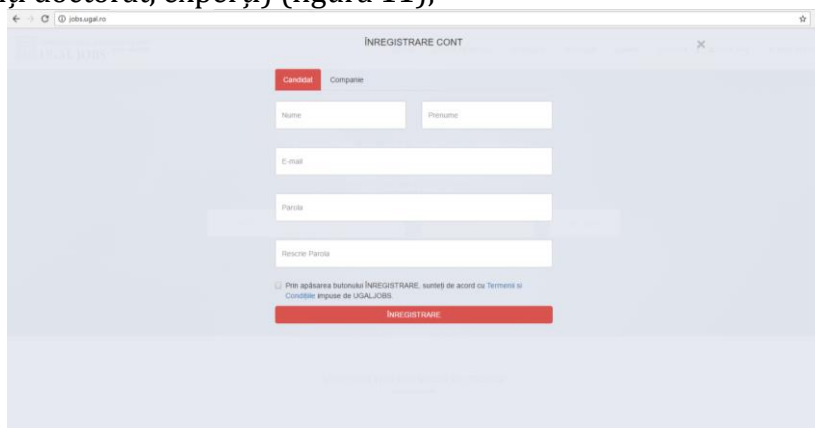 și doctorat, experți) (figura 11);
jobs.ugal.ro
ÎNREGISTRARE CONT
Candidat Companie
Nume Prenume
E-mail
Parola
Rescrie Parola
Prin apăsarea butonului ÎNREGISTRARE, sunteți de acord cu Termenii si
Condițiile impuse de UGALJOBS.
ÎNREGISTRARE